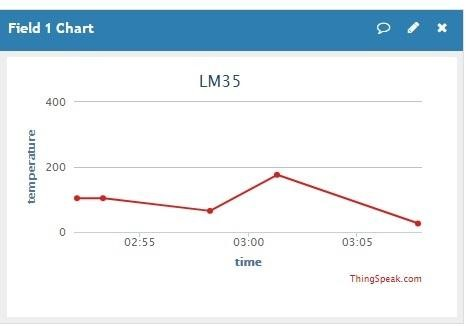 Field 1 Chart
LM35
400
200
0
temperature
02:55
03:00
03:05
time
ThingSpeak.com